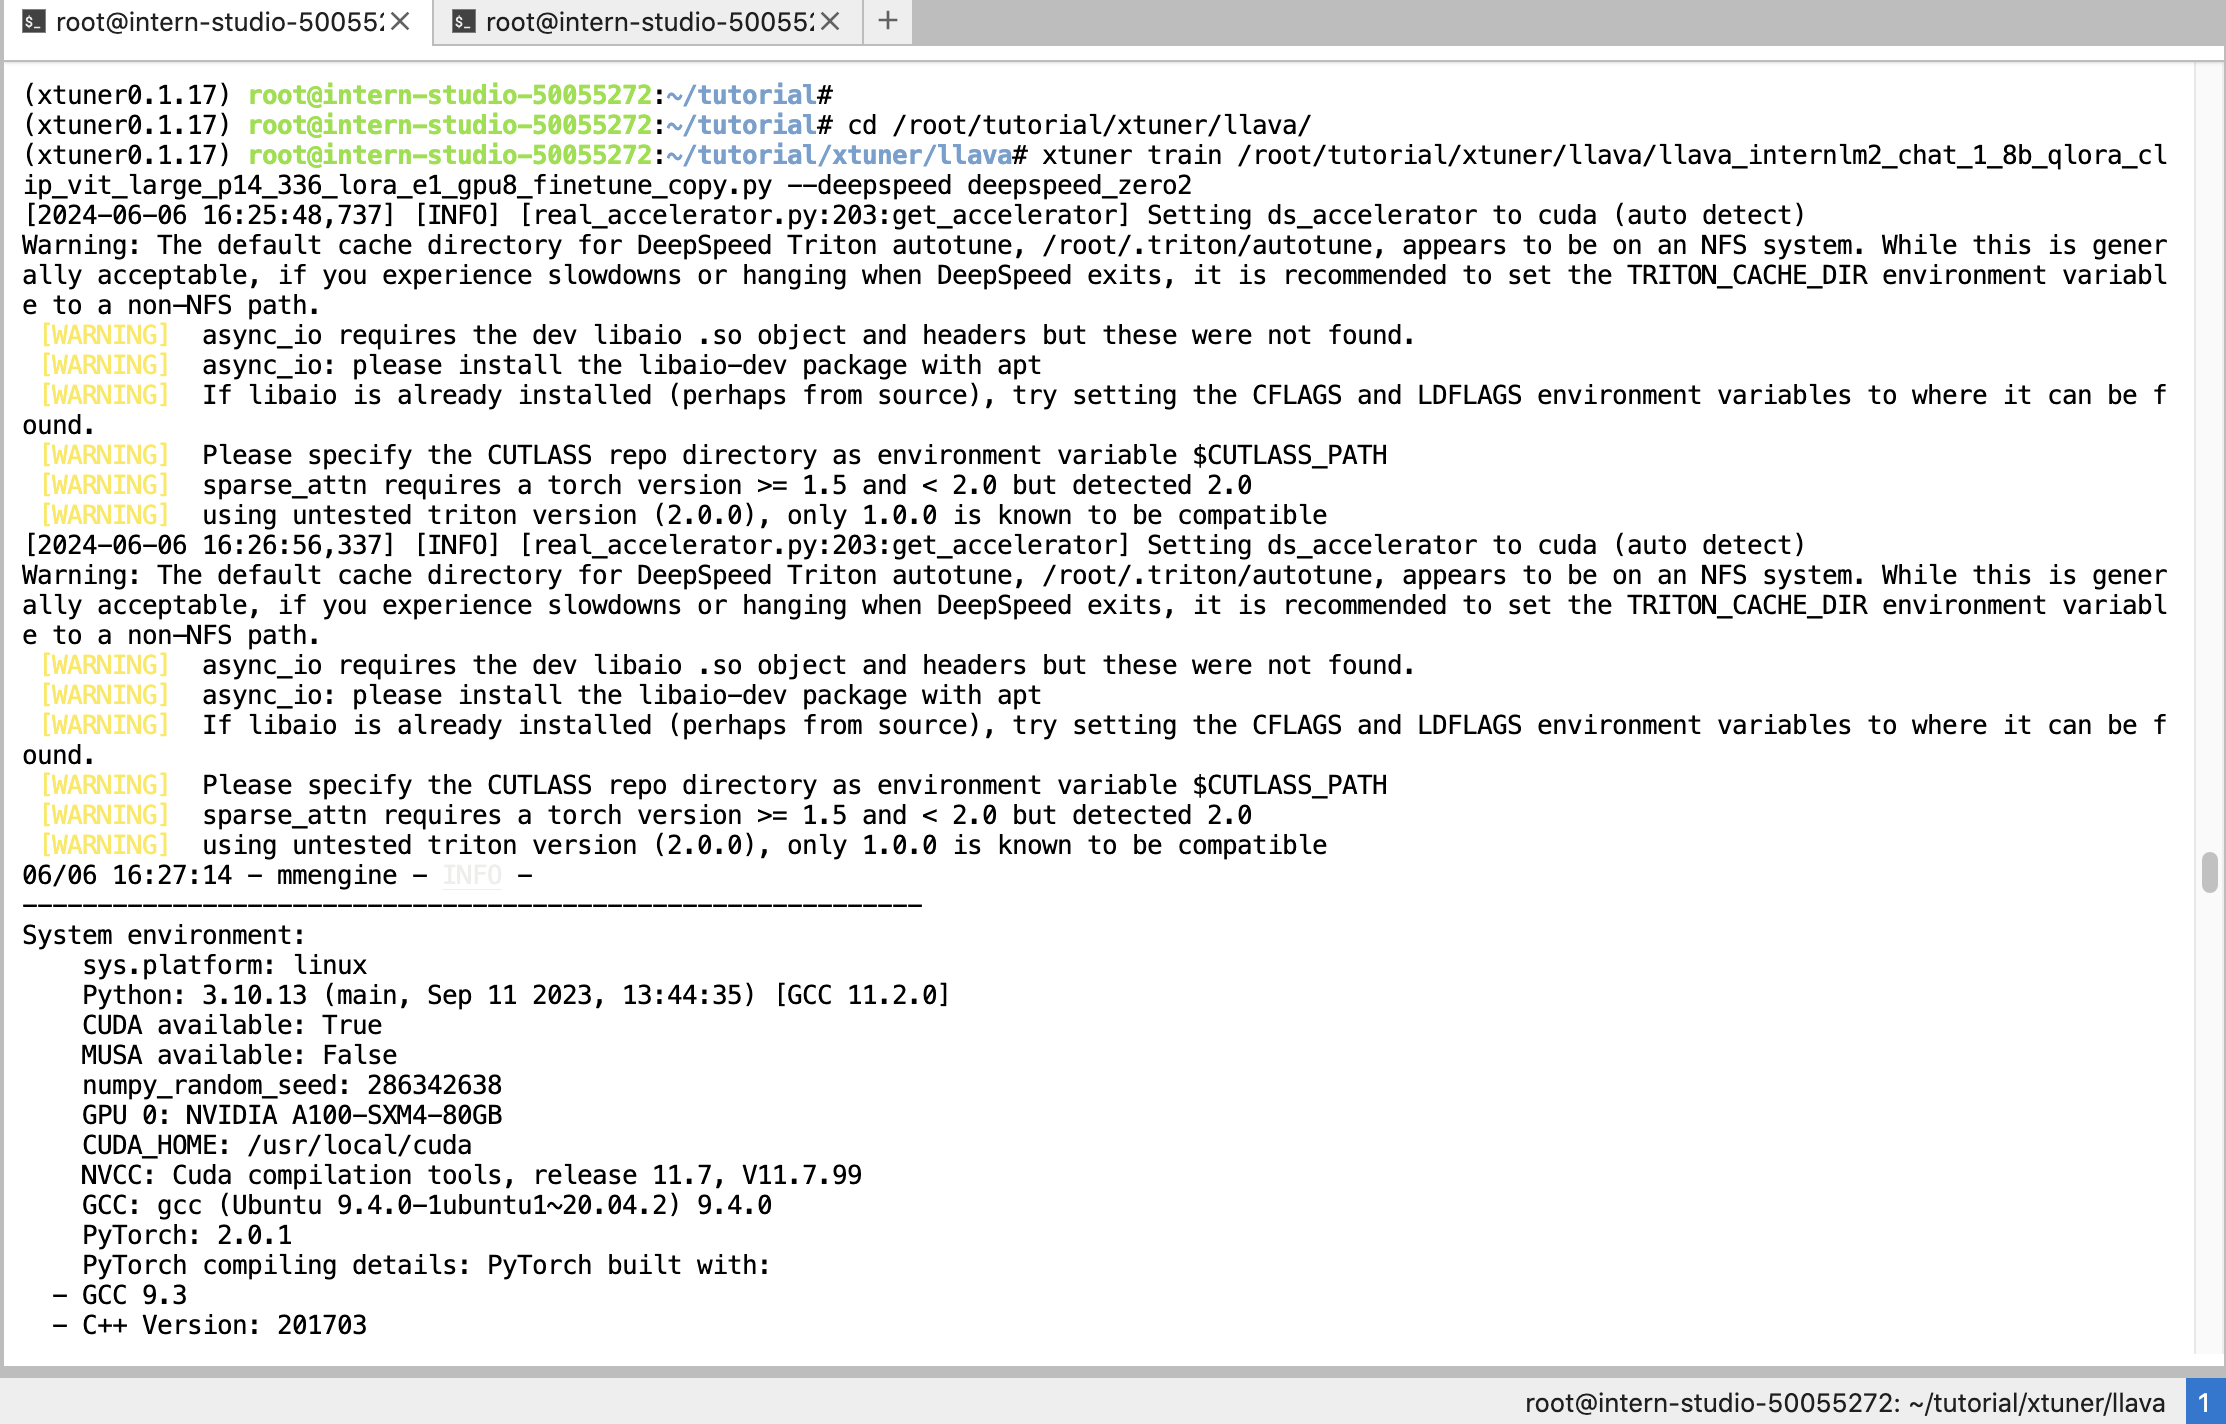 root@intern-studio-50055
root@intern-studio-50055
(xtuner0.1.17) root@intern-studio-50055272:~/tutorial#
(xtuner0.1.17) root@intern-studio-50055272:~/tutorial# cd /root/tutorial/xtuner/llava/
(xtuner0.1.17) root@intern-studio-50055272:~/tutorial/xtuner/llava# xtuner train /root/tutorial/xtuner/llava/llava_internlm2_chat_1_8b_qlora_cl
ip_vit_large_p14_336_lora_e1_gpu8_finetune_copy.py --deepspeed deepspeed_zero2
[2024-06-06 16:25:48,737] [INFO] [real_accelerator.py:203:get_accelerator] Setting ds_accelerator to cuda (auto detect)
Warning: The default cache directory for DeepSpeed Triton autotune, /root/.triton/autotune, appears to be on an NFS system. While this is gener
ally acceptable, if you experience slowdowns or hanging when DeepSpeed exits, it is recommended to set the TRITON_CACHE_DIR environment variabl
e to a non-NFS path.
[WARNING]  async_io requires the dev libaio .so object and headers but these were not found.
[WARNING]  async_io: please install the libaio-dev package with apt
[WARNING]  If libaio is already installed (perhaps from source), try setting the CFLAGS and LDFLAGS environment variables to where it can be f
ound.
[WARNING]  Please specify the CUTLASS repo directory as environment variable $CUTLASS_PATH
[WARNING]  sparse_attn requires a torch version >= 1.5 and < 2.0 but detected 2.0
[WARNING]  using untested triton version (2.0.0), only 1.0.0 is known to be compatible
[2024-06-06 16:26:56,337] [INFO] [real_accelerator.py:203:get_accelerator] Setting ds_accelerator to cuda (auto detect)
Warning: The default cache directory for DeepSpeed Triton autotune, /root/.triton/autotune, appears to be on an NFS system. While this is gener
ally acceptable, if you experience slowdowns or hanging when DeepSpeed exits, it is recommended to set the TRITON_CACHE_DIR environment variabl
e to a non-NFS path.
[WARNING]  async_io requires the dev libaio .so object and headers but these were not found.
[WARNING]  async_io: please install the libaio-dev package with apt
[WARNING]  If libaio is already installed (perhaps from source), try setting the CFLAGS and LDFLAGS environment variables to where it can be f
ound.
[WARNING]  Please specify the CUTLASS repo directory as environment variable $CUTLASS_PATH
[WARNING]  sparse_attn requires a torch version >= 1.5 and < 2.0 but detected 2.0
[WARNING]  using untested triton version (2.0.0), only 1.0.0 is known to be compatible
06/06 16:27:14 - mmengine - INFO -
------------------------------------------------------------
System environment:
sys.platform: linux
Python: 3.10.13 (main, Sep 11 2023, 13:44:35) [GCC 11.2.0]
CUDA available: True
MUSA available: False
numpy_random_seed: 286342638
GPU 0: NVIDIA A100-SXM4-80GB
CUDA_HOME: /usr/local/cuda
NVCC: Cuda compilation tools, release 11.7, V11.7.99
GCC: gcc (Ubuntu 9.4.0-1ubuntu1~20.04.2) 9.4.0
PyTorch: 2.0.1
PyTorch compiling details: PyTorch built with:
- GCC 9.3
- C++ Version: 201703
root@intern-studio-50055272: ~/tutorial/xtuner/llava 1